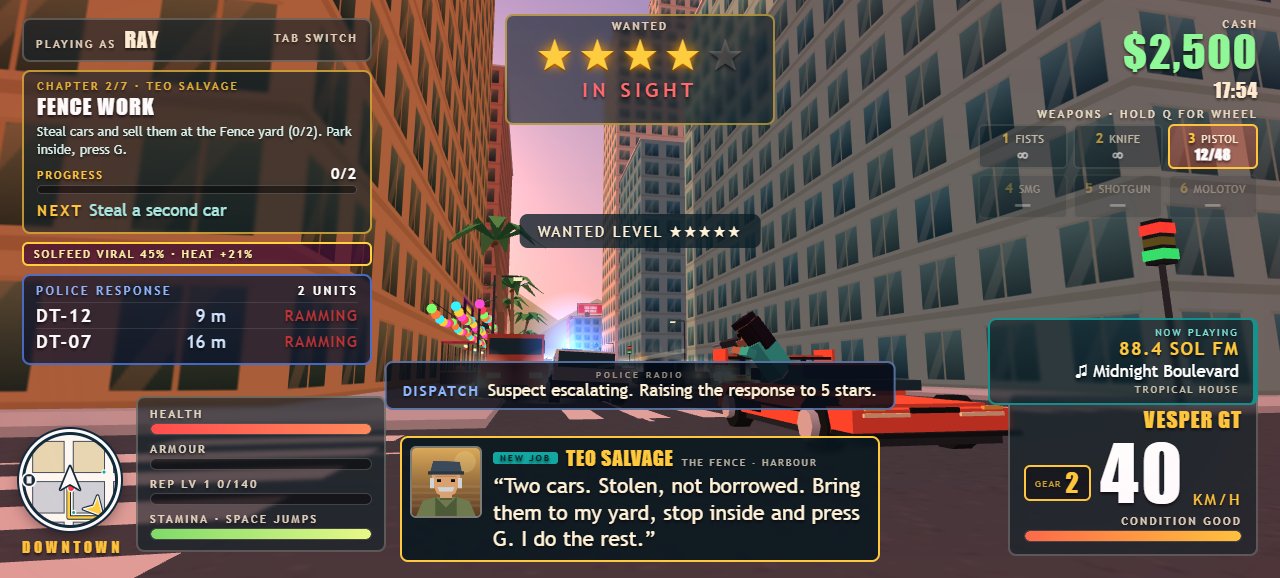 PLAYING AS RAY TAB SWITCH
CHAPTER 2/7 · TEO SALVAGE
FENCE WORK
Steal cars and sell them at the Fence yard (0/2). Park
inside, press G.
PROGRESS 0/2
NEXT Steal a second car
SOLFEED VIRAL 45% · HEAT +21%
POLICE RESPONSE 2 UNITS
DT-12 9 m RAMMING
DT-07 16 m RAMMING
WANTED
IN SIGHT
WANTED LEVEL ★★★★★
CASH
$2,500
17:54
WEAPONS · HOLD Q FOR WHEEL
1 FISTS ∞
2 KNIFE ∞
3 PISTOL 12/48
4 SMG —
5 SHOTGUN —
6 MOLOTOV —
POLICE RADIO
DISPATCH Suspect escalating. Raising the response to 5 stars.
NOW PLAYING
88.4 SOL FM
♫ Midnight Boulevard
TROPICAL HOUSE
HEALTH
ARMOUR
REP LV 1 0/140
STAMINA · SPACE JUMPS
DOWNTOWN
NEW JOB TEO SALVAGE THE FENCE · HARBOUR
“Two cars. Stolen, not borrowed. Bring
them to my yard, stop inside and press
G. I do the rest.”
VESPER GT
GEAR 2 40 KM/H
CONDITION GOOD